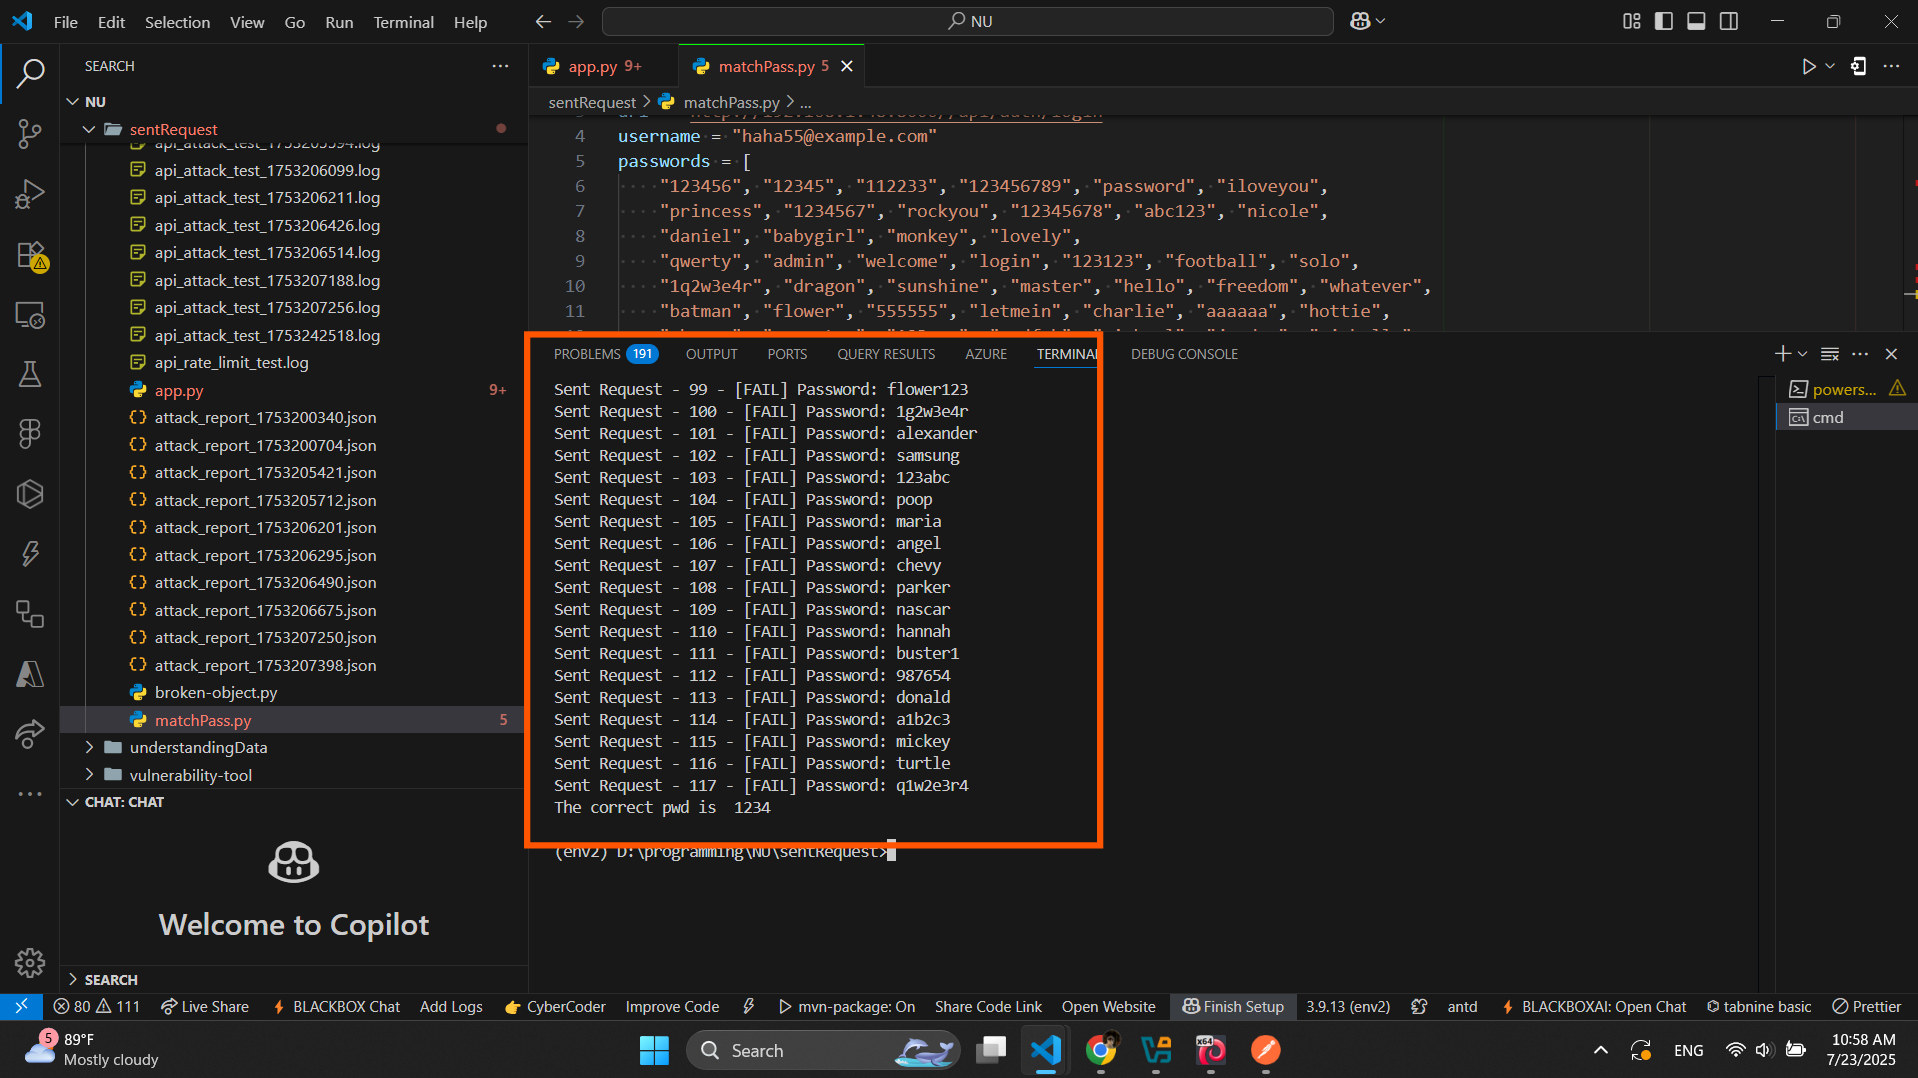 File Edit Selection View Go Run Terminal Help
NU
SEARCH
NU
sentRequest
api_attack_test_1753206099.log
api_attack_test_1753206211.log
api_attack_test_1753206426.log
api_attack_test_1753206514.log
api_attack_test_1753207188.log
api_attack_test_1753207256.log
api_attack_test_1753242518.log
api_rate_limit_test.log
app.py 9+
attack_report_1753200340.json
attack_report_1753200704.json
attack_report_1753205421.json
attack_report_1753205712.json
attack_report_1753206201.json
attack_report_1753206295.json
attack_report_1753206490.json
attack_report_1753206675.json
attack_report_1753207250.json
attack_report_1753207398.json
broken-object.py
matchPass.py 5
understandingData
vulnerability-tool
CHAT: CHAT
Welcome to Copilot
SEARCH
app.py 9+ matchPass.py 5
sentRequest > matchPass.py > ...
4 username = "haha55@example.com"
5 passwords = [
6 "123456", "12345", "112233", "123456789", "password", "iloveyou",
7 "princess", "1234567", "rockyou", "12345678", "abc123", "nicole",
8 "daniel", "babygirl", "monkey", "lovely",
9 "qwerty", "admin", "welcome", "login", "123123", "football", "solo",
10 "1q2w3e4r", "dragon", "sunshine", "master", "hello", "freedom", "whatever",
11 "batman", "flower", "555555", "letmein", "charlie", "aaaaaa", "hottie",
PROBLEMS 191 OUTPUT PORTS QUERY RESULTS AZURE TERMINAL DEBUG CONSOLE
Sent Request - 99 - [FAIL] Password: flower123
Sent Request - 100 - [FAIL] Password: 1g2w3e4r
Sent Request - 101 - [FAIL] Password: alexander
Sent Request - 102 - [FAIL] Password: samsung
Sent Request - 103 - [FAIL] Password: 123abc
Sent Request - 104 - [FAIL] Password: poop
Sent Request - 105 - [FAIL] Password: maria
Sent Request - 106 - [FAIL] Password: angel
Sent Request - 107 - [FAIL] Password: chevy
Sent Request - 108 - [FAIL] Password: parker
Sent Request - 109 - [FAIL] Password: nascar
Sent Request - 110 - [FAIL] Password: hannah
Sent Request - 111 - [FAIL] Password: buster1
Sent Request - 112 - [FAIL] Password: 987654
Sent Request - 113 - [FAIL] Password: donald
Sent Request - 114 - [FAIL] Password: a1b2c3
Sent Request - 115 - [FAIL] Password: mickey
Sent Request - 116 - [FAIL] Password: turtle
Sent Request - 117 - [FAIL] Password: q1w2e3r4
The correct pwd is  1234
(env2) D:\programming\NU\sentRequest>
powers...
cmd
80 111 Live Share BLACKBOX Chat Add Logs CyberCoder Improve Code mvn-package: On Share Code Link Open Website Finish Setup 3.9.13 (env2) antd BLACKBOXAI: Open Chat tabnine basic Prettier
5 89°F
Mostly cloudy
Search
x64
ENG
10:58 AM
7/23/2025